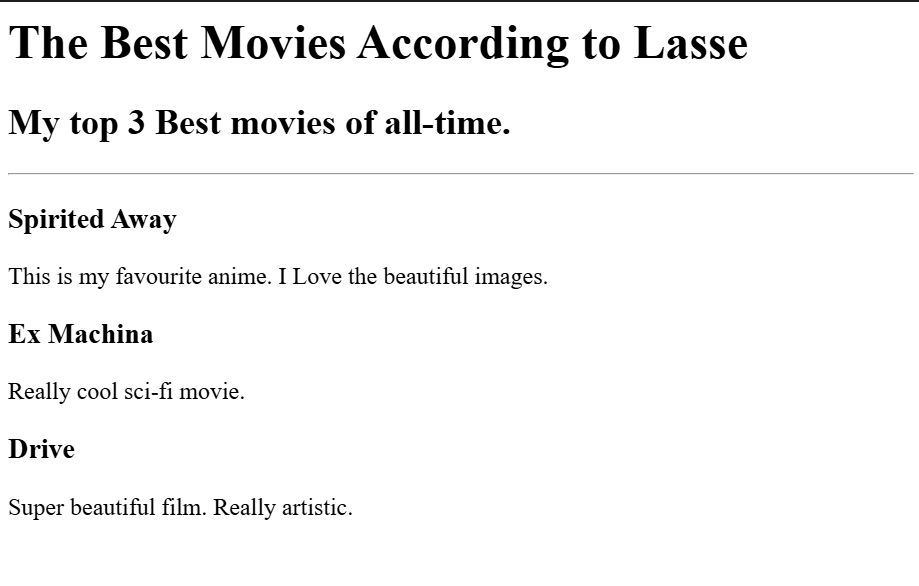 The Best Movies According to Lasse
My top 3 Best movies of all-time.
Spirited Away
This is my favourite anime. I Love the beautiful images.
Ex Machina
Really cool sci-fi movie.
Drive
Super beautiful film. Really artistic.